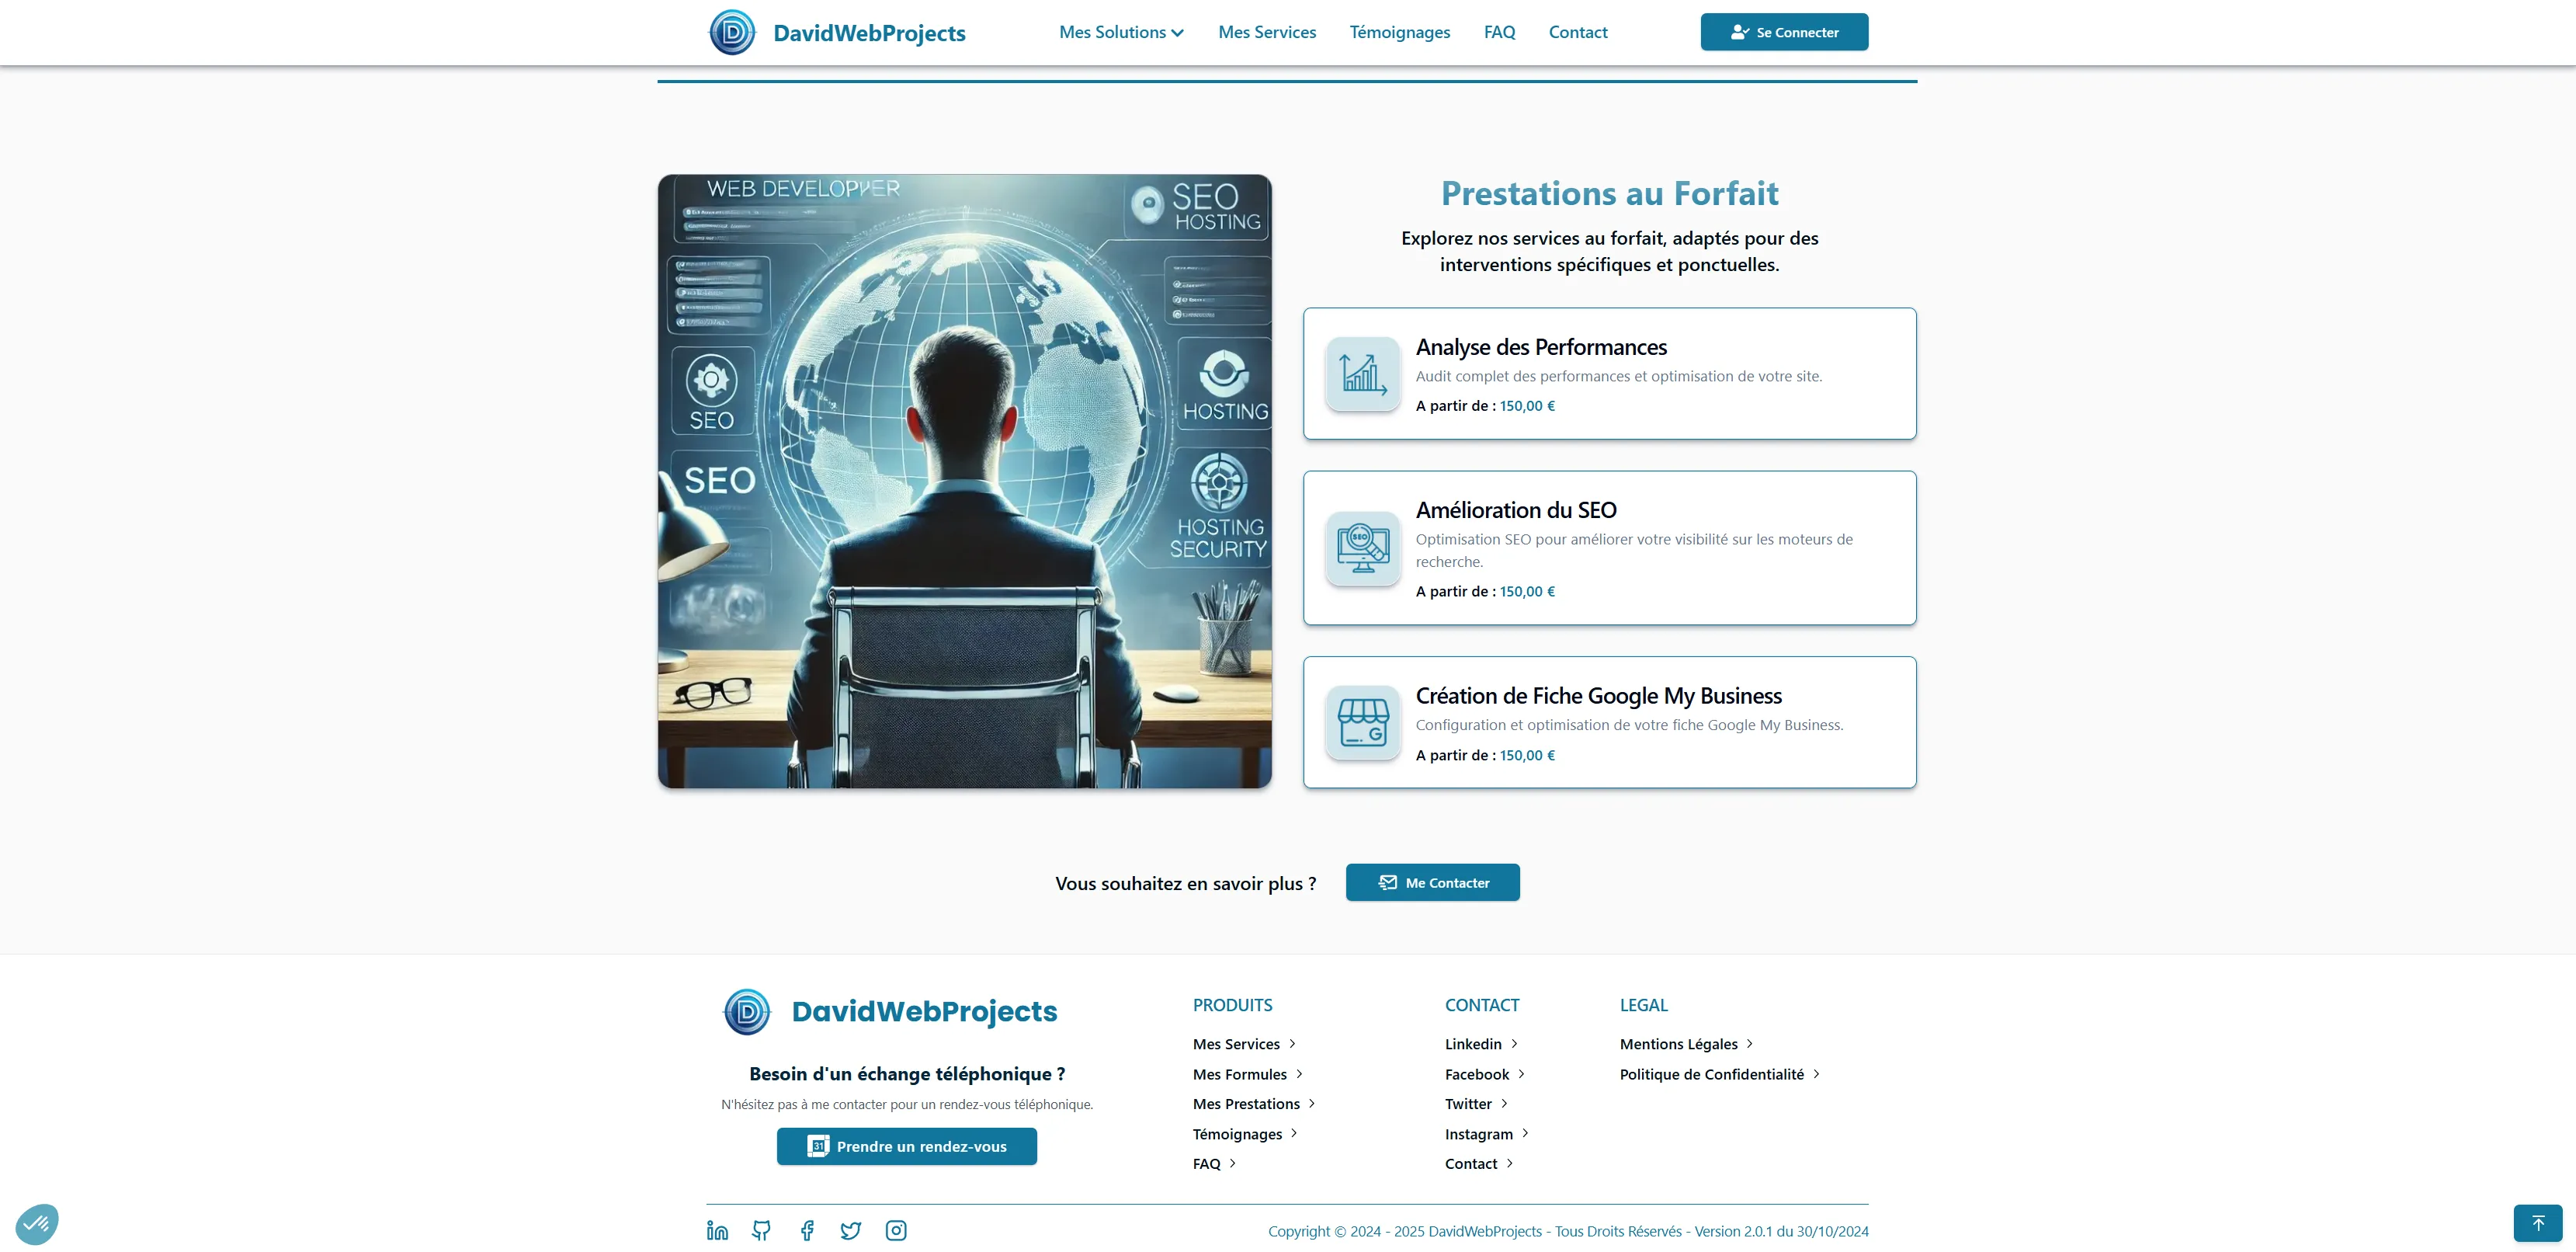 DavidWebProjects
Mes Solutions
Mes Services
Témoignages
FAQ
Contact
Se Connecter
WEB DEVELOPVER
SEO
HOSTING
SEO
SEO
HOSTING
HOSTING
SECURITY
Prestations au Forfait
Explorez nos services au forfait, adaptés pour des
interventions spécifiques et ponctuelles.
Analyse des Performances
Audit complet des performances et optimisation de votre site.
A partir de : 150,00 €
SEO
Amélioration du SEO
Optimisation SEO pour améliorer votre visibilité sur les moteurs de
recherche.
A partir de : 150,00 €
G
Création de Fiche Google My Business
Configuration et optimisation de votre fiche Google My Business.
A partir de : 150,00 €
Vous souhaitez en savoir plus ?
Me Contacter
DavidWebProjects
Besoin d'un échange téléphonique ?
N'hésitez pas à me contacter pour un rendez-vous téléphonique.
31
Prendre un rendez-vous
PRODUITS
Mes Services
Mes Formules
Mes Prestations
Témoignages
FAQ
CONTACT
Linkedin
Facebook
Twitter
Instagram
Contact
LEGAL
Mentions Légales
Politique de Confidentialité
Copyright © 2024 - 2025 DavidWebProjects - Tous Droits Réservés - Version 2.0.1 du 30/10/2024